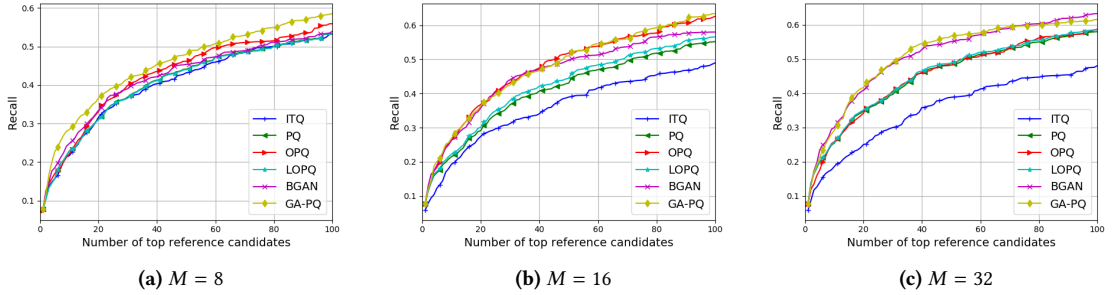 0.6
0.5
0.4
0.3
0.2
0.1
Recall
0 20 40 60 80 100
Number of top reference candidates
ITQ
PQ
OPQ
LOPQ
BGAN
GA-PQ
(a) M = 8
0.6
0.5
0.4
0.3
0.2
0.1
Recall
0 20 40 60 80 100
Number of top reference candidates
ITQ
PQ
OPQ
LOPQ
BGAN
GA-PQ
(b) M = 16
0.6
0.5
0.4
0.3
0.2
0.1
Recall
0 20 40 60 80 100
Number of top reference candidates
ITQ
PQ
OPQ
LOPQ
BGAN
GA-PQ
(c) M = 32